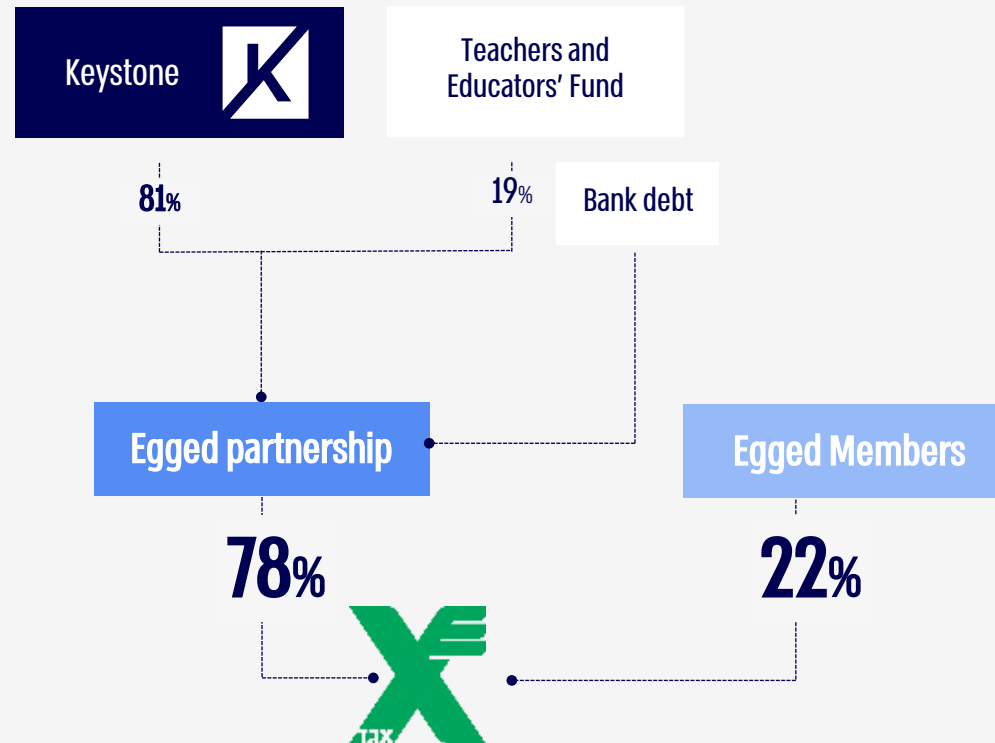 Keystone
Teachers and
Educators' Fund
81%
19%
Bank debt
Egged partnership
Egged Members
78%
22%